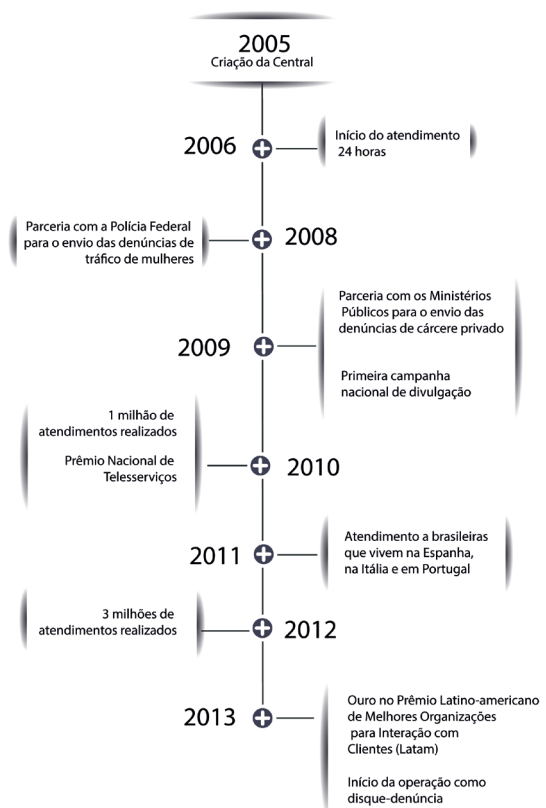 2005
Criação da Central
2006
Início do atendimento
24 horas
Parceria com a Polícia Federal
para o envio das denúncias de
tráfico de mulheres
2008
2009
Parceria com os Ministérios
Públicos para o envio das
denúncias de cárcere privado
Primeira campanha
nacional de divulgação
1 milhão de
atendimentos realizados
Prêmio Nacional de
Telesserviços
2010
2011
Atendimento a brasileiras
que vivem na Espanha,
na Itália e em Portugal
3 milhões de
atendimentos realizados
2012
2013
Ouro no Prêmio Latino-americano
de Melhores Organizações
para Interação com
Clientes (Latam)
Início da operação como
disque-denúncia